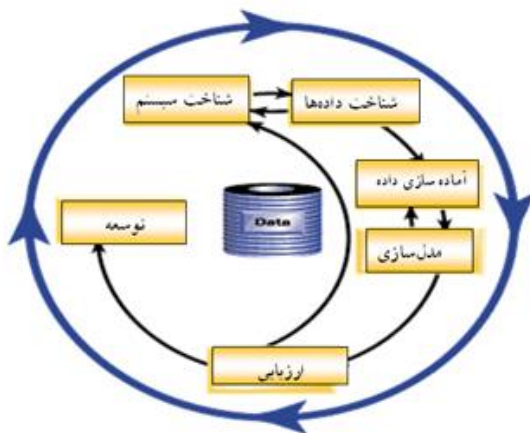 شناخت سیستم
شناخت داده‌ها
آماده سازی داده
Data
توسعه
مدل‌سازی
ارزیابی